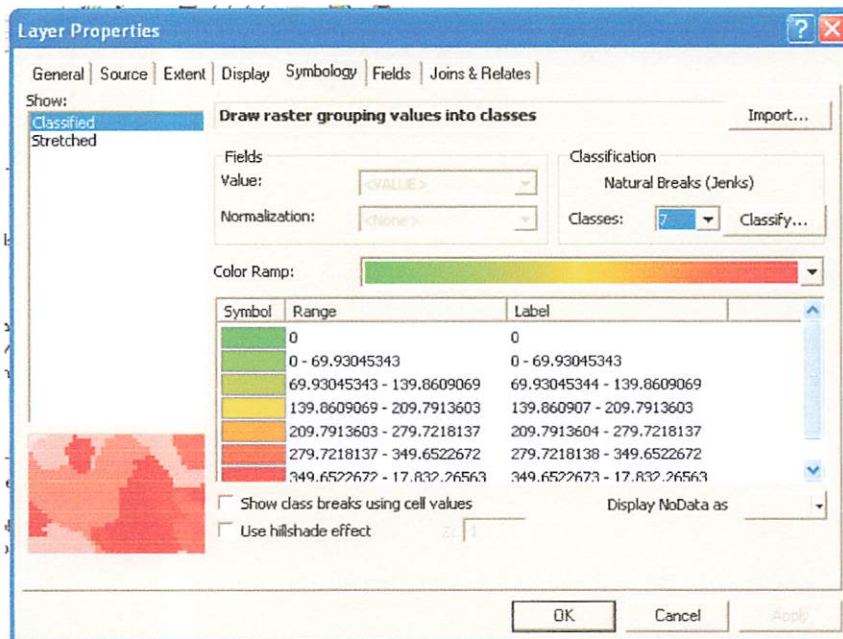 Layer Properties
General Source Extent Display Symbology Fields Joins & Relates
Show:
Classified
Stretched
Draw raster grouping values into classes
Import...
Fields
Value: <VALUE>
Normalization: <None>
Classification
Natural Breaks (Jenks)
Classes: 7 Classify...
Color Ramp:
Symbol Range Label
0 0
0 - 69.93045343 0 - 69.93045343
69.93045343 - 139.8609069 69.93045344 - 139.8609069
139.8609069 - 209.7913603 139.860907 - 209.7913603
209.7913603 - 279.7218137 209.7913604 - 279.7218137
279.7218137 - 349.6522672 279.7218138 - 349.6522672
349.6522672 - 17.832.26563 349.6522673 - 17.832.26563
Show class breaks using cell values Display NoData as
Use hillshade effect Z: 1
OK Cancel Apply